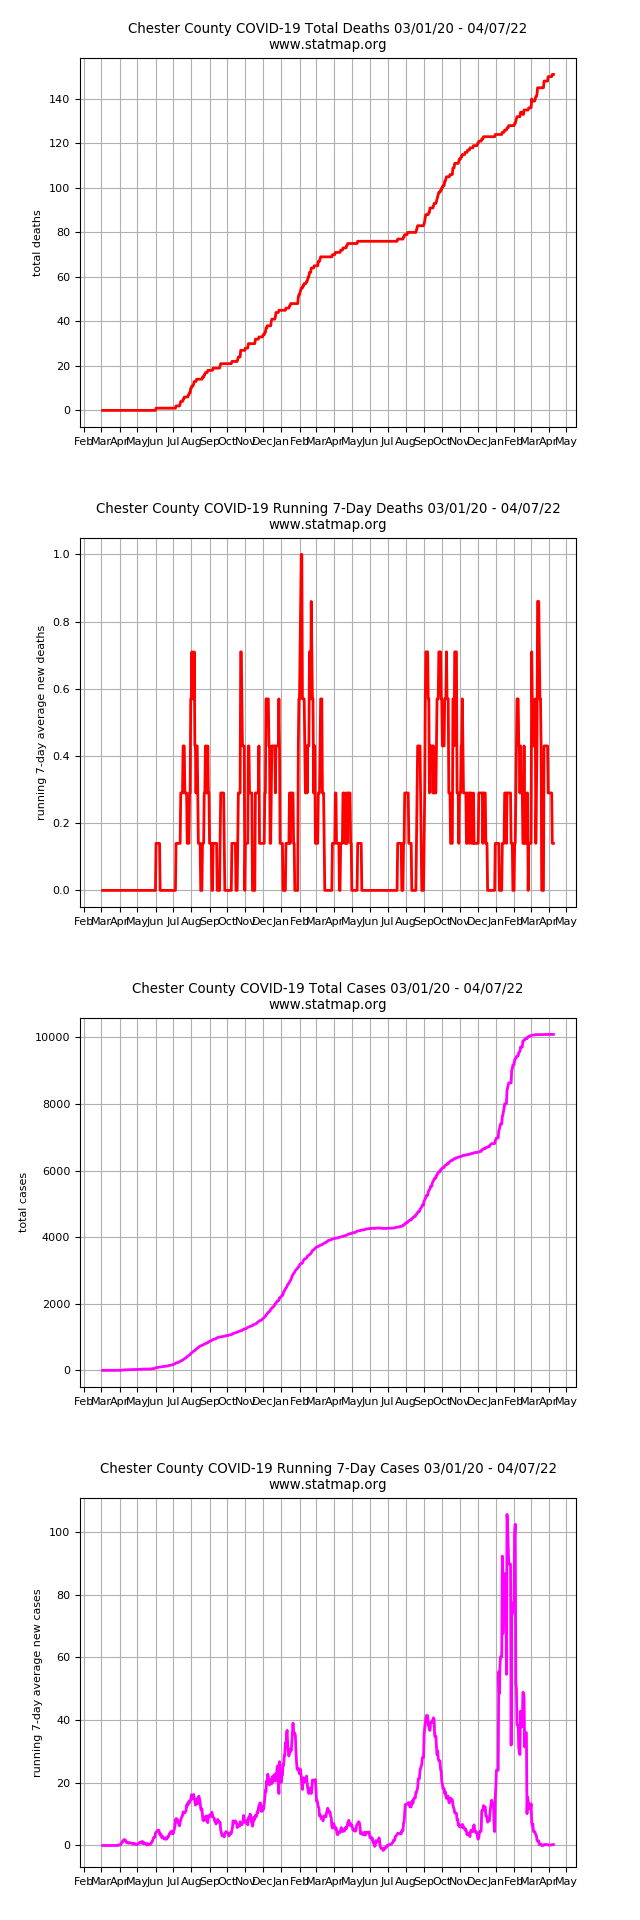 Chester County COVID-19 Total Deaths 03/01/20 - 04/07/22
www.statmap.org
total deaths
140
120
100
80
60
40
20
0
Feb Mar Apr May Jun Jul Aug Sep Oct Nov Dec Jan Feb Mar Apr May Jun Jul Aug Sep Oct Nov Dec Jan Feb Mar Apr May
Chester County COVID-19 Running 7-Day Deaths 03/01/20 - 04/07/22
www.statmap.org
running 7-day average new deaths
1.0
0.8
0.6
0.4
0.2
0.0
Feb Mar Apr May Jun Jul Aug Sep Oct Nov Dec Jan Feb Mar Apr May Jun Jul Aug Sep Oct Nov Dec Jan Feb Mar Apr May
Chester County COVID-19 Total Cases 03/01/20 - 04/07/22
www.statmap.org
total cases
10000
8000
6000
4000
2000
0
Feb Mar Apr May Jun Jul Aug Sep Oct Nov Dec Jan Feb Mar Apr May Jun Jul Aug Sep Oct Nov Dec Jan Feb Mar Apr May
Chester County COVID-19 Running 7-Day Cases 03/01/20 - 04/07/22
www.statmap.org
running 7-day average new cases
100
80
60
40
20
0
Feb Mar Apr May Jun Jul Aug Sep Oct Nov Dec Jan Feb Mar Apr May Jun Jul Aug Sep Oct Nov Dec Jan Feb Mar Apr May